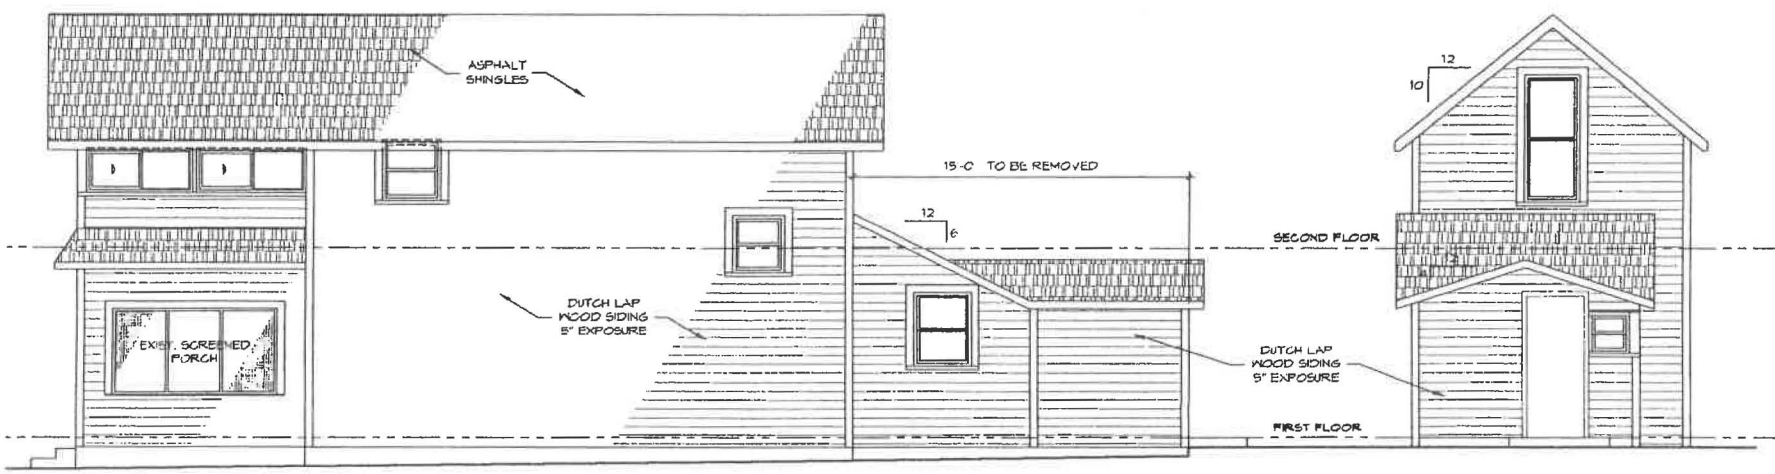 ASPHALT
SHINGLES
12
10
15'-0" TO BE REMOVED
12
6
SECOND FLOOR
DUTCH LAP
WOOD SIDING
5" EXPOSURE
EXIST. SCREENED
PORCH
DUTCH LAP
WOOD SIDING
5" EXPOSURE
FIRST FLOOR